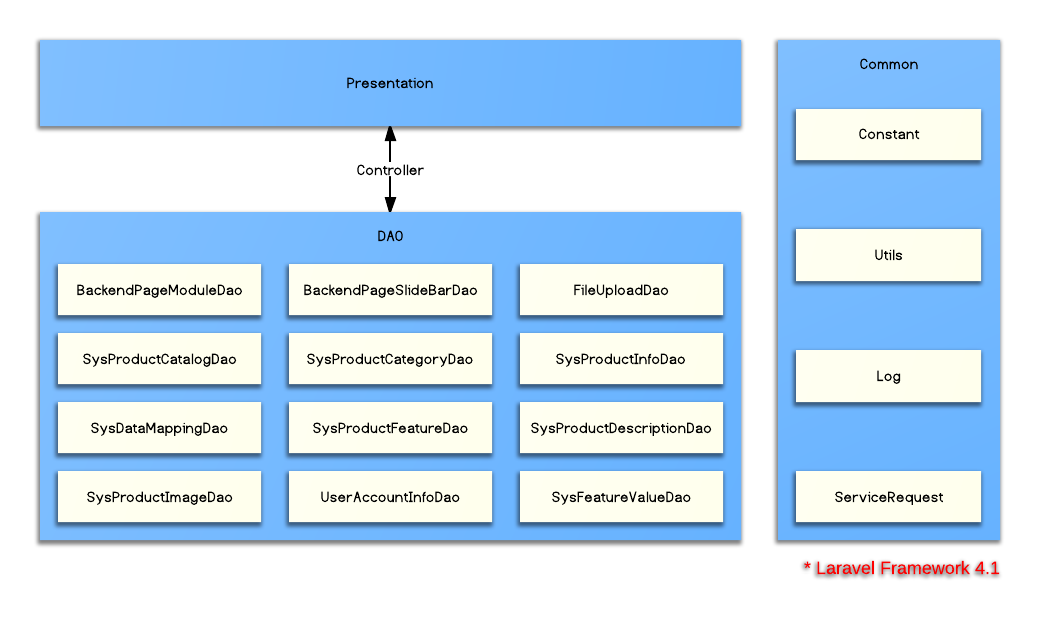 Presentation
Controller
DAO
BackendPageModuleDao
BackendPageSlideBarDao
FileUploadDao
SysProductCatalogDao
SysProductCategoryDao
SysProductInfoDao
SysDataMappingDao
SysProductFeatureDao
SysProductDescriptionDao
SysProductImageDao
UserAccountInfoDao
SysFeatureValueDao
Common
Constant
Utils
Log
ServiceRequest
* Laravel Framework 4.1